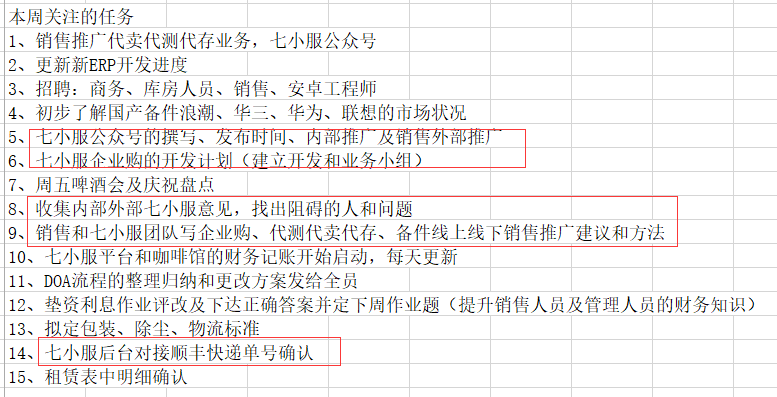 本周关注的任务
1、销售推广代卖代测代存业务，七小服公众号
2、更新新ERP开发进度
3、招聘：商务、库房人员、销售、安卓工程师
4、初步了解国产备件浪潮、华三、华为、联想的市场状况
5、七小服公众号的撰写、发布时间、内部推广及销售外部推广
6、七小服企业购的开发计划（建立开发和业务小组）
7、周五啤酒会及庆祝盘点
8、收集内部外部七小服意见，找出阻碍的人和问题
9、销售和七小服团队写企业购、代测代卖代存、备件线上线下销售推广建议和方法
10、七小服平台和咖啡馆的财务记账开始启动，每天更新
11、DOA流程的整理归纳和更改方案发给全员
12、垫资利息作业评改及下达正确答案并定下周作业题（提升销售人员及管理人员的财务知识）
13、拟定包装、除尘、物流标准
14、七小服后台对接顺丰快递单号确认
15、租赁表中明细确认